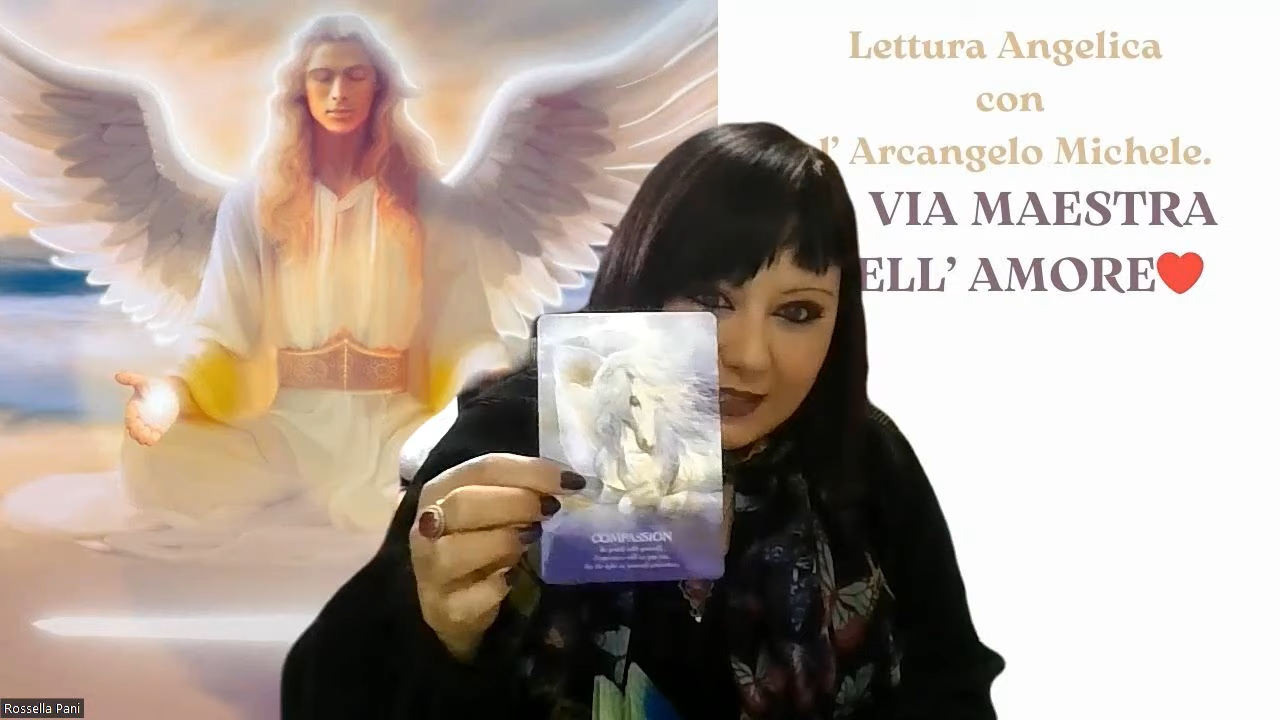 Lettura Angelica
con
l' Arcangelo Michele.
VIA MAESTRA
ELL' AMORE
COMPASSION
Rossella Pani